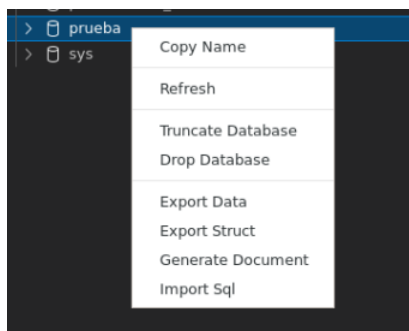 prueba
sys
Copy Name
Refresh
Truncate Database
Drop Database
Export Data
Export Struct
Generate Document
Import Sql